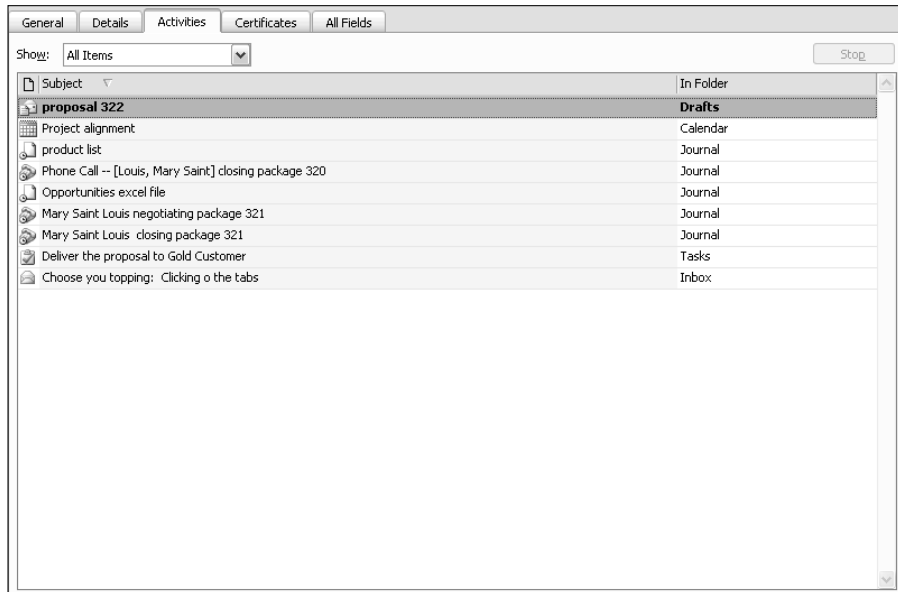 General Details Activities Certificates All Fields
Show: All Items Stop
Subject In Folder
proposal 322 Drafts
Project alignment Calendar
product list Journal
Phone Call -- [Louis, Mary Saint] closing package 320 Journal
Opportunities excel file Journal
Mary Saint Louis negotiating package 321 Journal
Mary Saint Louis  closing package 321 Journal
Deliver the proposal to Gold Customer Tasks
Choose you topping:  Clicking o the tabs Inbox